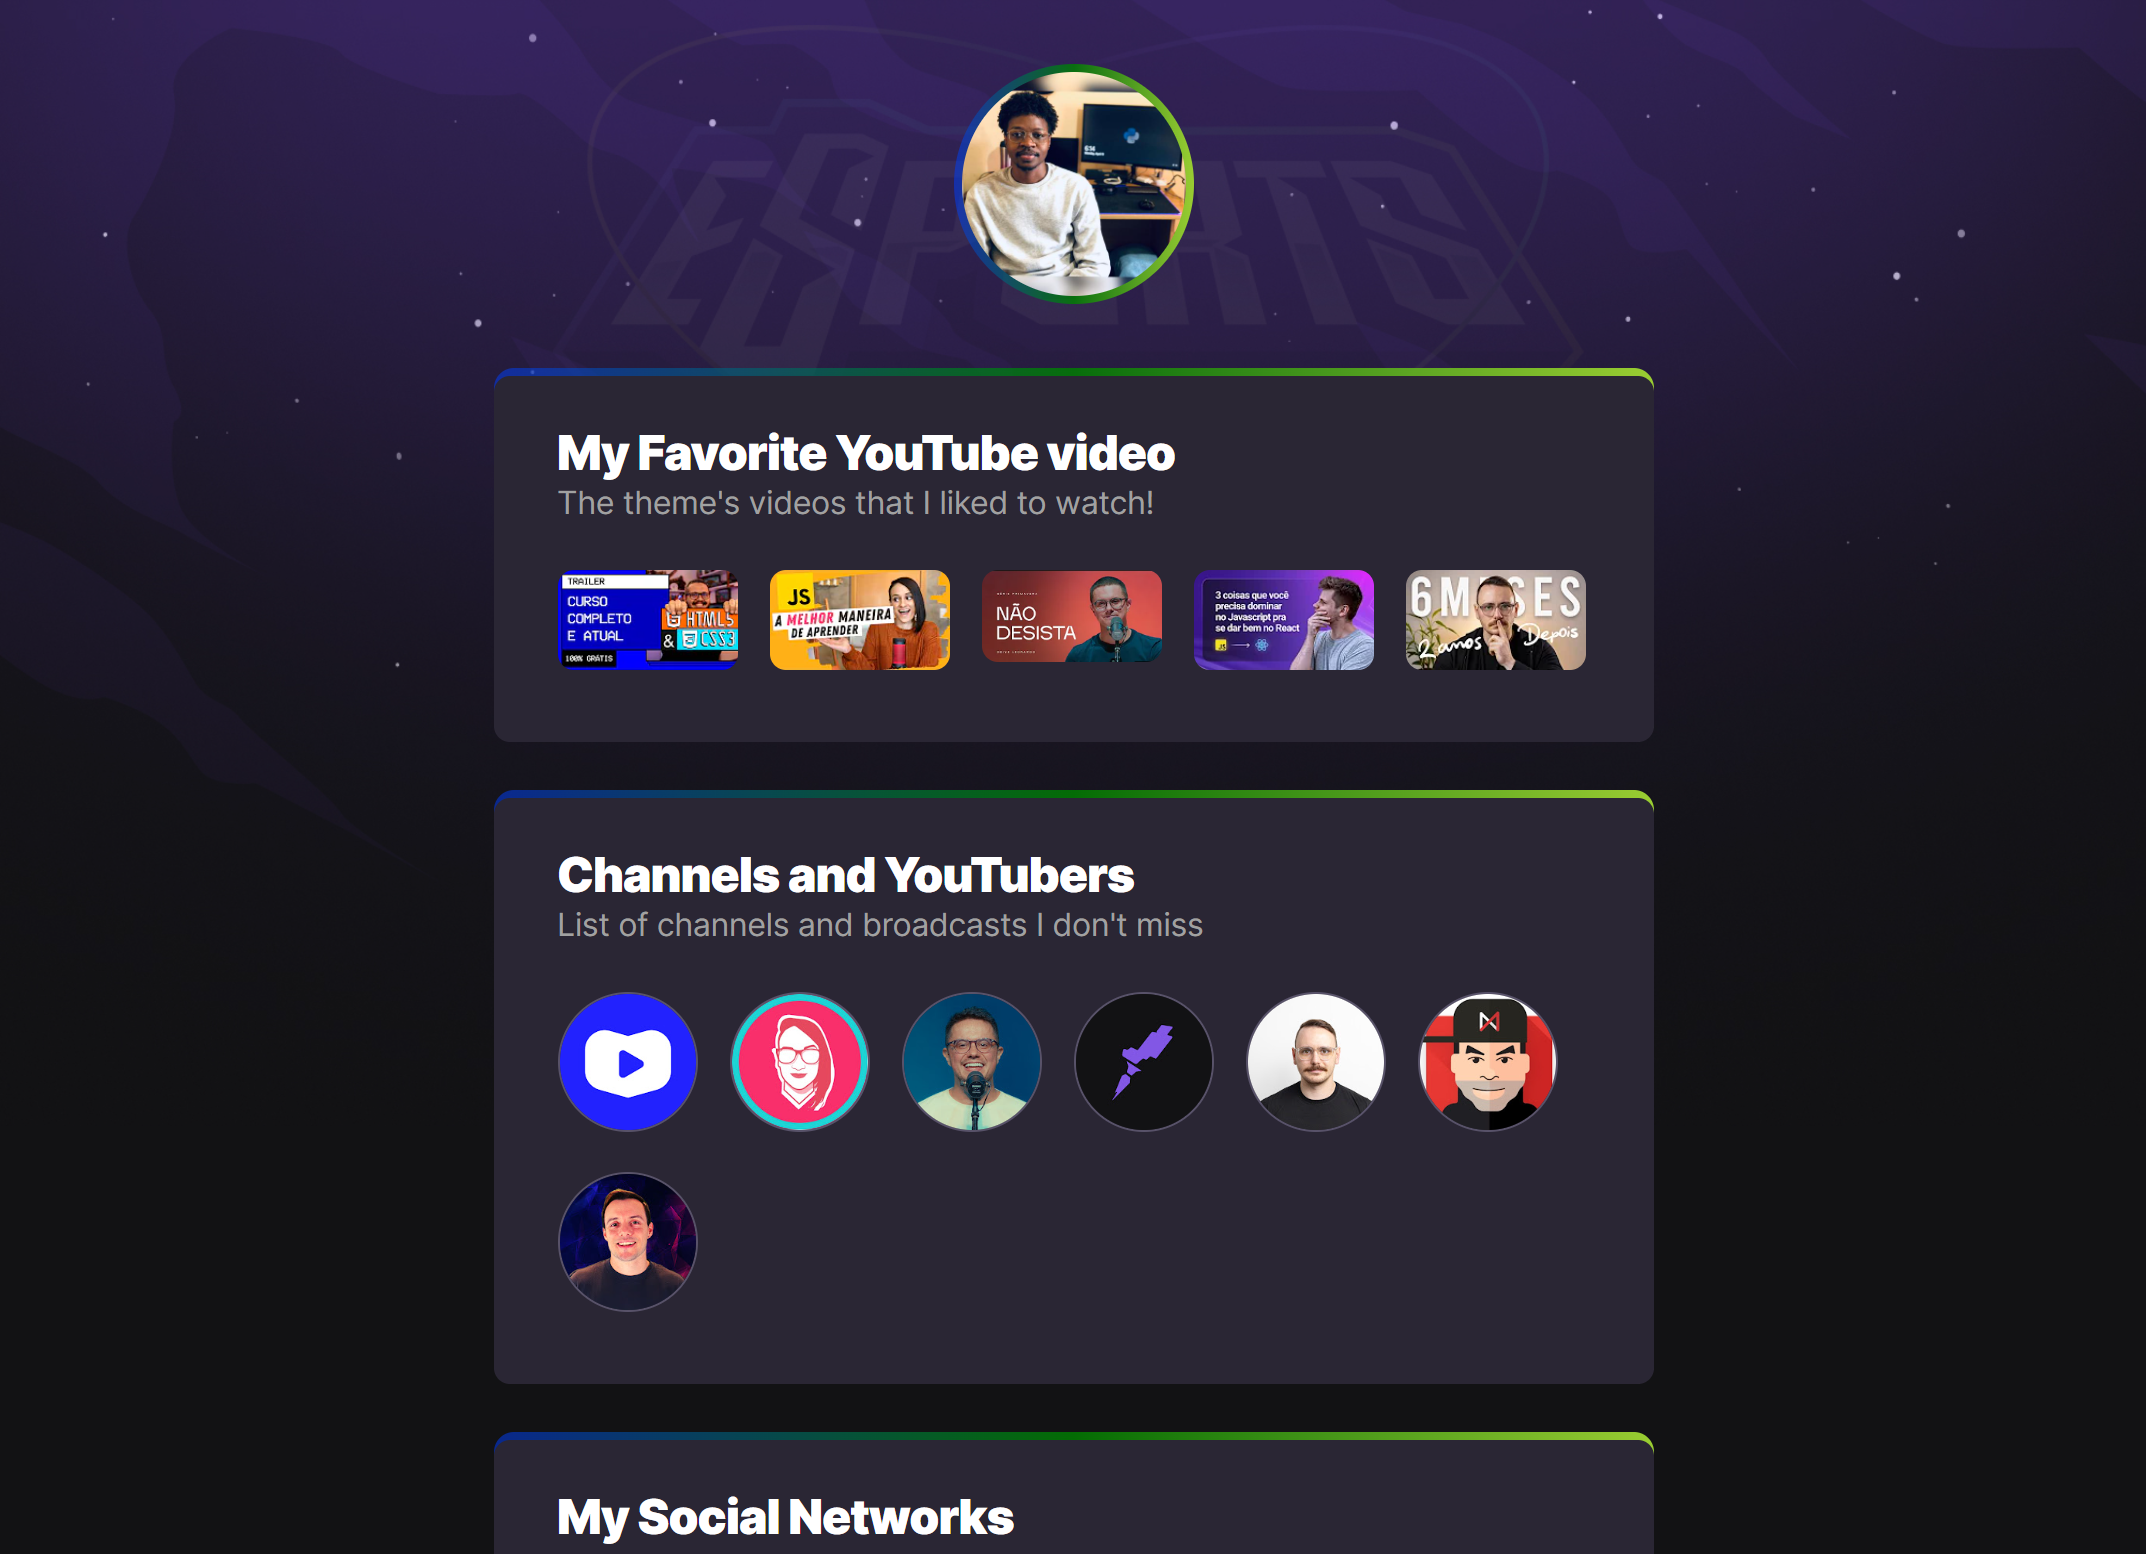 ESPORTS
My Favorite YouTube video
The theme's videos that I liked to watch!
TRAILER
CURSO
COMPLETO
E ATUAL
HTML5
& CSS3
100% GRÁTIS
JS
A MELHOR MANEIRA
DE APRENDER
NÃO
DESISTA
3 coisas que você
precisa dominar
no Javascript pra
se dar bem no React
JS
6 MESES
2 anos Depois
Channels and YouTubers
List of channels and broadcasts I don't miss
My Social Networks